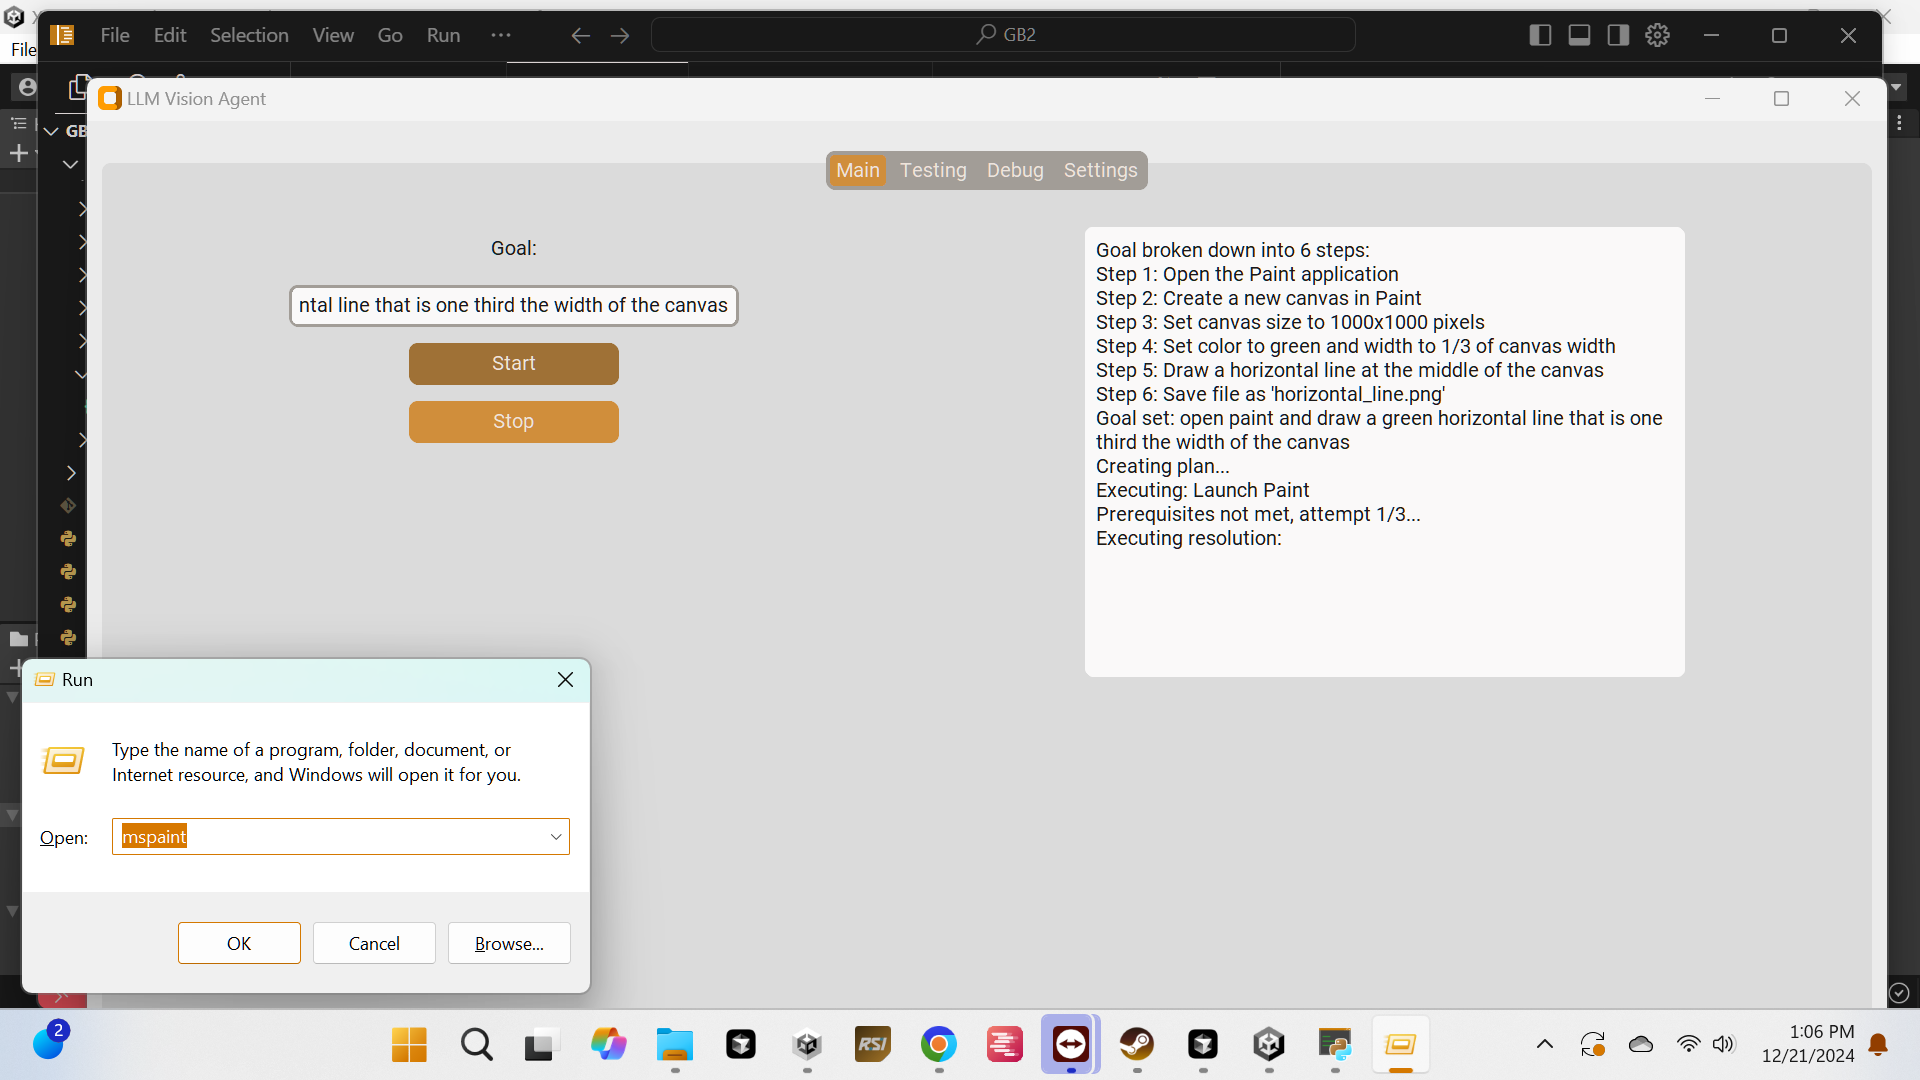 File Edit Selection View Go Run ... GB2
File
LLM Vision Agent
GB
Main Testing Debug Settings
Goal:
ntal line that is one third the width of the canvas
Start
Stop
Goal broken down into 6 steps:
Step 1: Open the Paint application
Step 2: Create a new canvas in Paint
Step 3: Set canvas size to 1000x1000 pixels
Step 4: Set color to green and width to 1/3 of canvas width
Step 5: Draw a horizontal line at the middle of the canvas
Step 6: Save file as 'horizontal_line.png'
Goal set: open paint and draw a green horizontal line that is one
third the width of the canvas
Creating plan...
Executing: Launch Paint
Prerequisites not met, attempt 1/3...
Executing resolution:
Run
Type the name of a program, folder, document, or
Internet resource, and Windows will open it for you.
Open: mspaint
OK Cancel Browse...
2
RSI
1:06 PM
12/21/2024